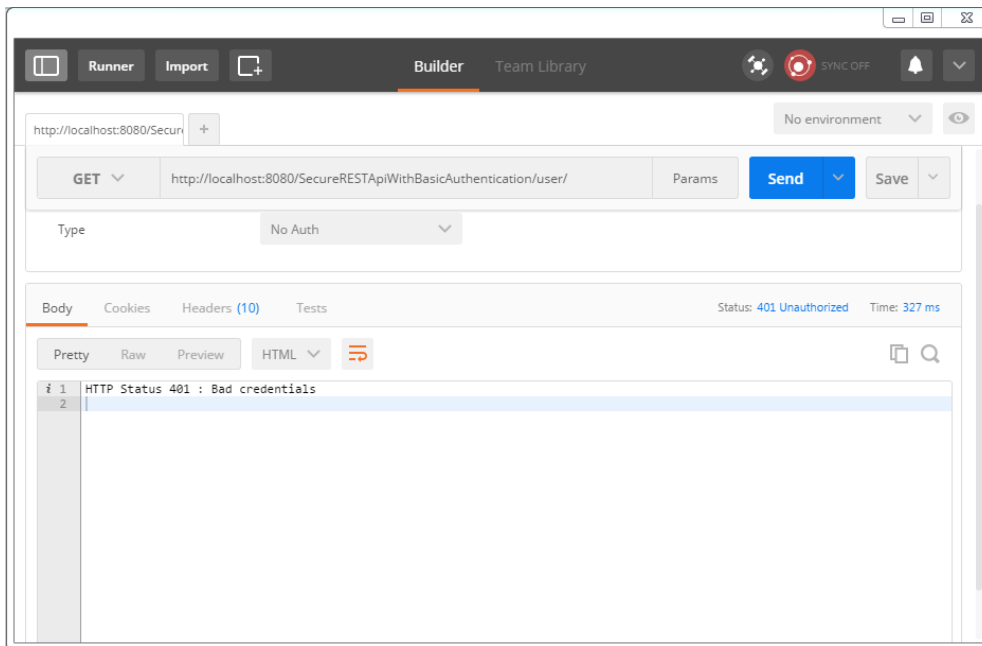 Runner Import Builder Team Library SYNC OFF
http://localhost:8080/Secur + No environment
GET http://localhost:8080/SecureRESTApiWithBasicAuthentication/user/ Params Send Save
Type No Auth
Body Cookies Headers (10) Tests Status: 401 Unauthorized Time: 327 ms
Pretty Raw Preview HTML
i 1 HTTP Status 401 : Bad credentials
2